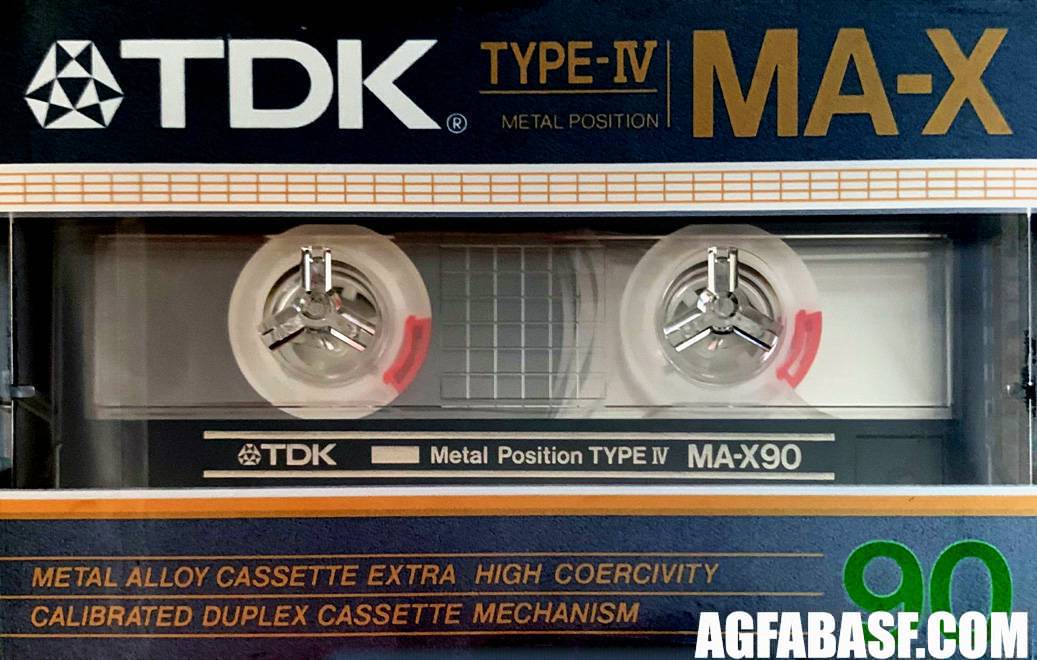 TDK® TYPE-IV MA-X
METAL POSITION
TDK Metal Position TYPE IV MA-X90
METAL ALLOY CASSETTE EXTRA HIGH COERCIVITY
CALIBRATED DUPLEX CASSETTE MECHANISM
90
AGFABASF.COM